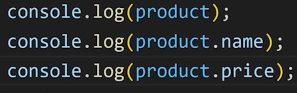 console.log(product);
console.log(product.name);
console.log(product.price);